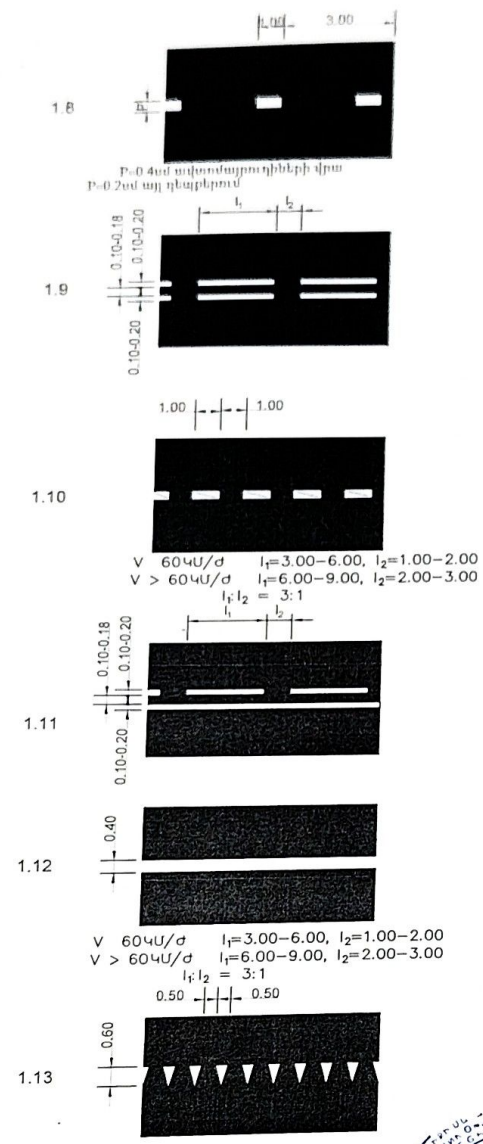 1.00 3.00
1.8
P=0.4սմ ավտոմայրուղիների վրա
P=0.2սմ այլ դեպքերում
l₁ l₂
0.10-0.18
0.10-0.20
1.9
0.10-0.20
1.00 1.00
1.10
V 60ԿՄ/Ժ l₁=3.00-6.00, l₂=1.00-2.00
V > 60ԿՄ/Ժ l₁=6.00-9.00, l₂=2.00-3.00
l₁:l₂ = 3:1
l₁ l₂
0.10-0.18
0.10-0.20
1.11
0.10-0.20
0.40
1.12
V 60ԿՄ/Ժ l₁=3.00-6.00, l₂=1.00-2.00
V > 60ԿՄ/Ժ l₁=6.00-9.00, l₂=2.00-3.00
l₁:l₂ = 3:1
0.50 0.50
0.60
1.13